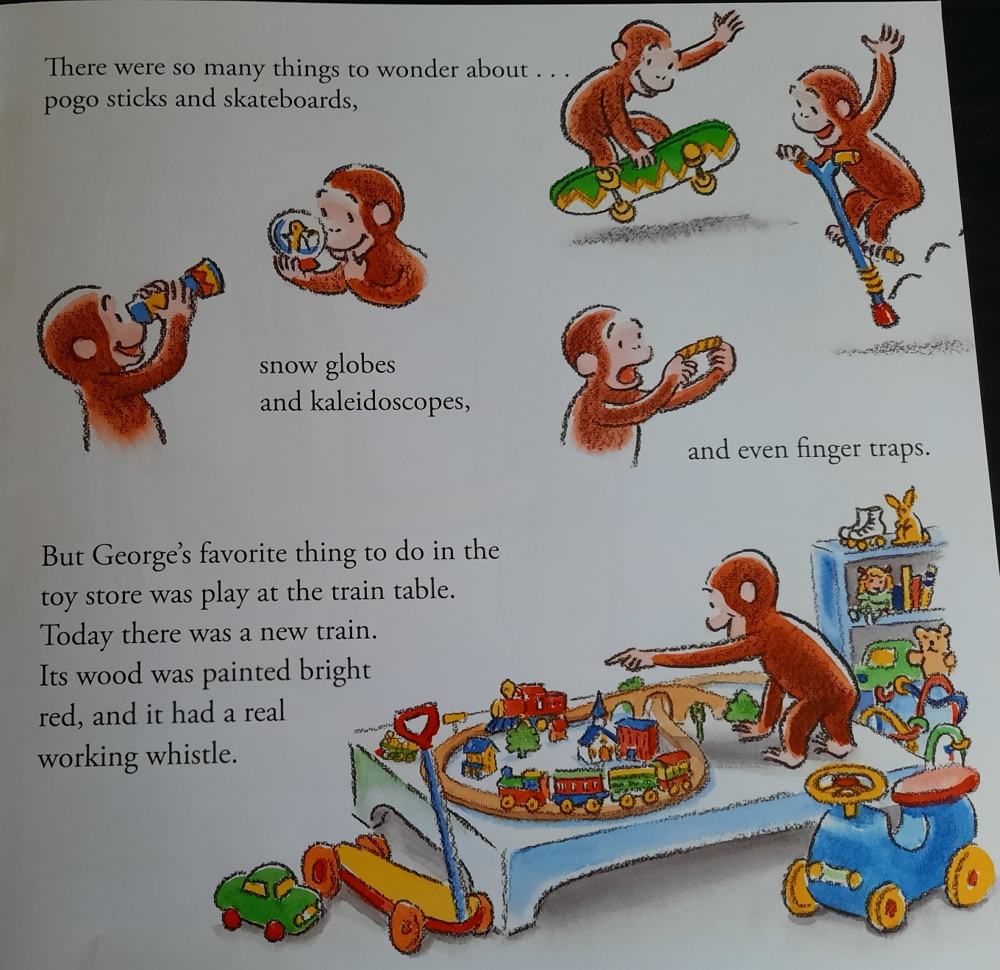 There were so many things to wonder about . . .
pogo sticks and skateboards,
snow globes
and kaleidoscopes,
and even finger traps.
But George’s favorite thing to do in the
toy store was play at the train table.
Today there was a new train.
Its wood was painted bright
red, and it had a real
working whistle.